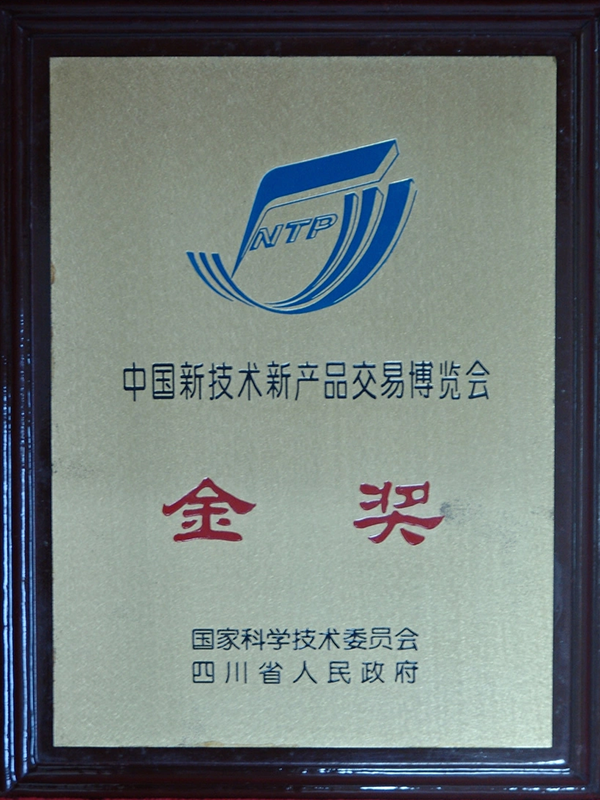 NTP
中国新技术新产品交易博览会
金奖
国家科学技术委员会
四川省人民政府